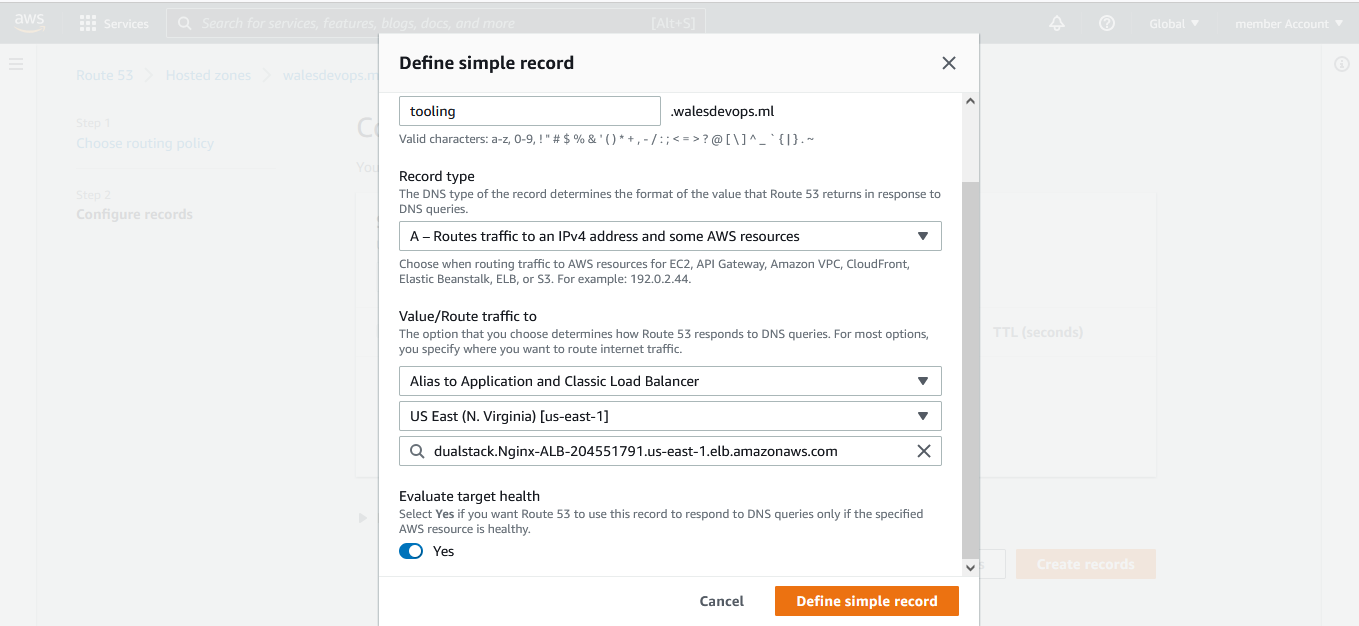 aws
Services
Search for services, features, blogs, docs, and more
[Alt+S]
Global
member Account
Route 53
Hosted zones
walesdevops.m
Step 1
Choose routing policy
Step 2
Configure records
Define simple record
tooling
.walesdevops.ml
Valid characters: a-z, 0-9, ! " # $ % & ' ( ) * + , - / : ; < = > ? @ [ \ ] ^ _ ` { | } . ~
Record type
The DNS type of the record determines the format of the value that Route 53 returns in response to
DNS queries.
A – Routes traffic to an IPv4 address and some AWS resources
Choose when routing traffic to AWS resources for EC2, API Gateway, Amazon VPC, CloudFront,
Elastic Beanstalk, ELB, or S3. For example: 192.0.2.44.
Value/Route traffic to
The option that you choose determines how Route 53 responds to DNS queries. For most options,
you specify where you want to route internet traffic.
TTL (seconds)
Alias to Application and Classic Load Balancer
US East (N. Virginia) [us-east-1]
dualstack.Nginx-ALB-204551791.us-east-1.elb.amazonaws.com
Evaluate target health
Select Yes if you want Route 53 to use this record to respond to DNS queries only if the specified
AWS resource is healthy.
Yes
Create records
Cancel
Define simple record